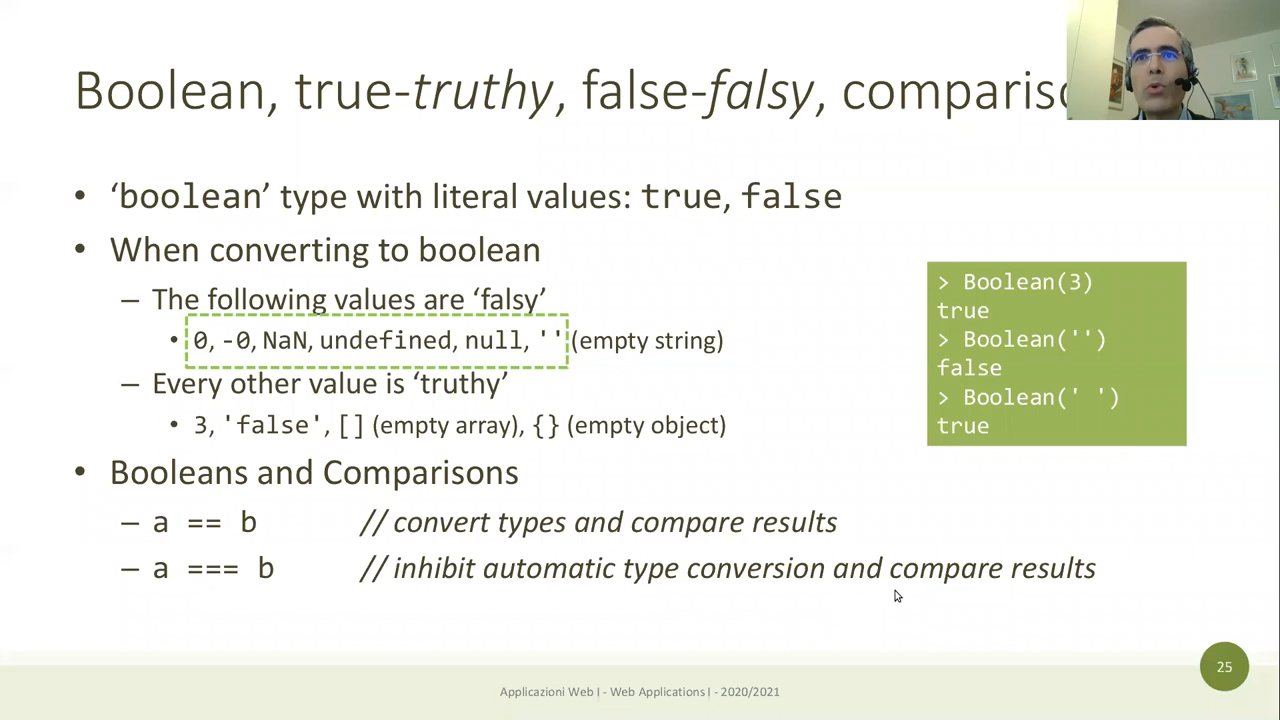 Boolean, true-truthy, false-falsy, compariso
• ‘boolean’ type with literal values: true, false
• When converting to boolean
– The following values are ‘falsy’
• 0, -0, NaN, undefined, null, '' (empty string)
– Every other value is ‘truthy’
• 3, 'false', [] (empty array), {} (empty object)
• Booleans and Comparisons
– a == b // convert types and compare results
– a === b // inhibit automatic type conversion and compare results
> Boolean(3)
true
> Boolean('')
false
> Boolean(' ')
true
Applicazioni Web I - Web Applications I - 2020/2021
25